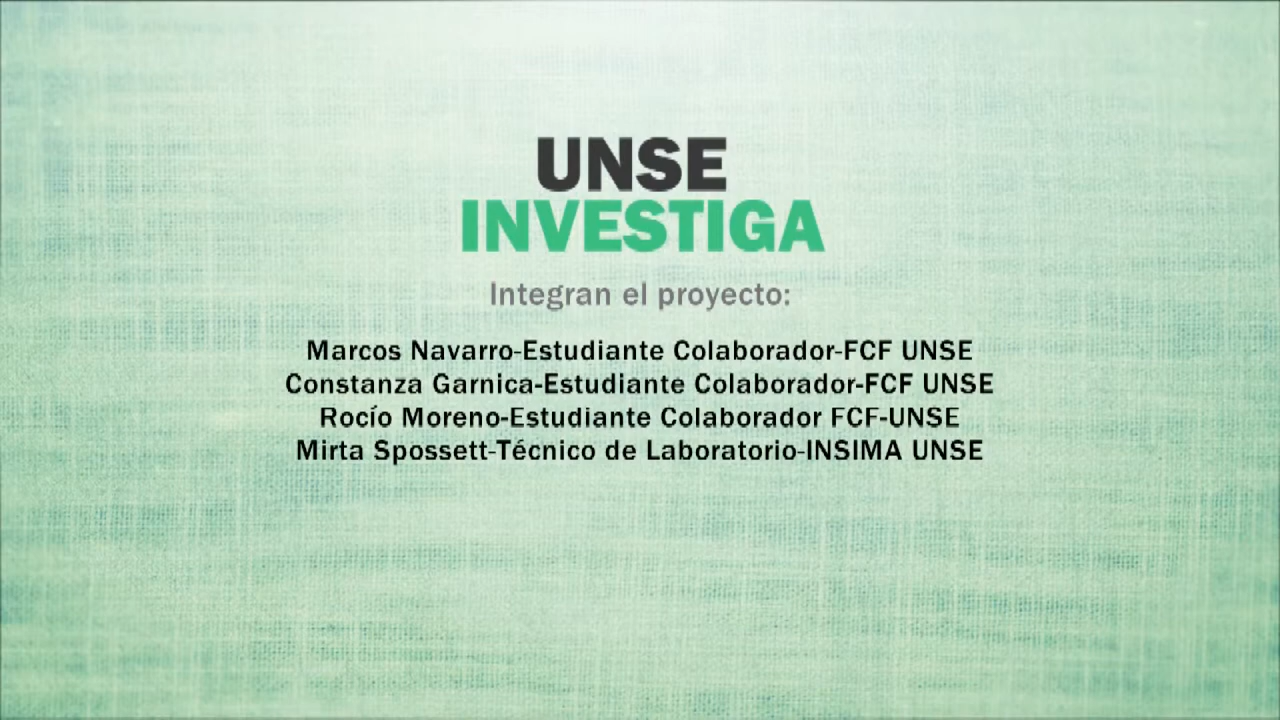 UNSE
INVESTIGA
Integran el proyecto:
Marcos Navarro-Estudiante Colaborador-FCF UNSE
Constanza Garnica-Estudiante Colaborador-FCF UNSE
Rocío Moreno-Estudiante Colaborador FCF-UNSE
Mirta Spossett-Técnico de Laboratorio-INSIMA UNSE